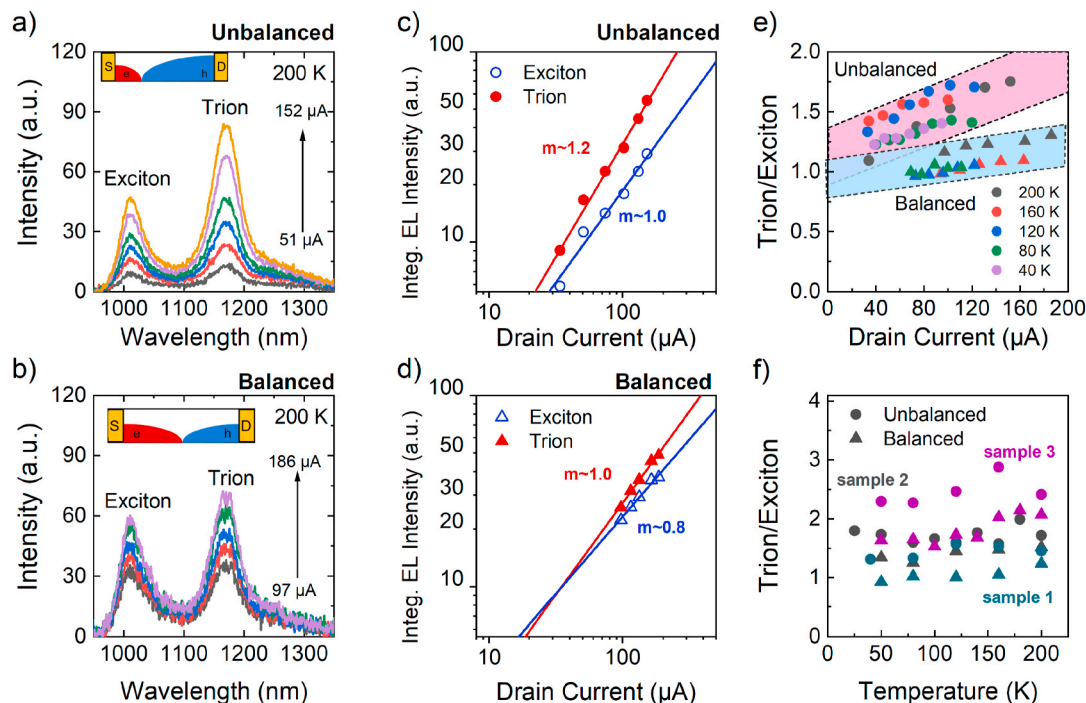 a)
Unbalanced
120
90
60
30
0
Intensity (a.u.)
S
e
h
D
200 K
152 µA
51 µA
Exciton
Trion
1000
1100
1200
1300
Wavelength (nm)
b)
Balanced
120
90
60
30
0
Intensity (a.u.)
S
e
h
D
200 K
186 µA
97 µA
Exciton
Trion
1000
1100
1200
1300
Wavelength (nm)
c)
Unbalanced
100
50
10
Integ. EL Intensity (a.u.)
Exciton
Trion
m~1.2
m~1.0
10
100
Drain Current (µA)
d)
Balanced
100
50
10
Integ. EL Intensity (a.u.)
Exciton
Trion
m~1.0
m~0.8
10
100
Drain Current (µA)
e)
2.0
1.5
1.0
0.5
0.0
Trion/Exciton
Unbalanced
Balanced
200 K
160 K
120 K
80 K
40 K
0
40
80
120
160
200
Drain Current (µA)
f)
4
3
2
1
0
Trion/Exciton
Unbalanced
Balanced
sample 3
sample 2
sample 1
0
50
100
150
200
Temperature (K)